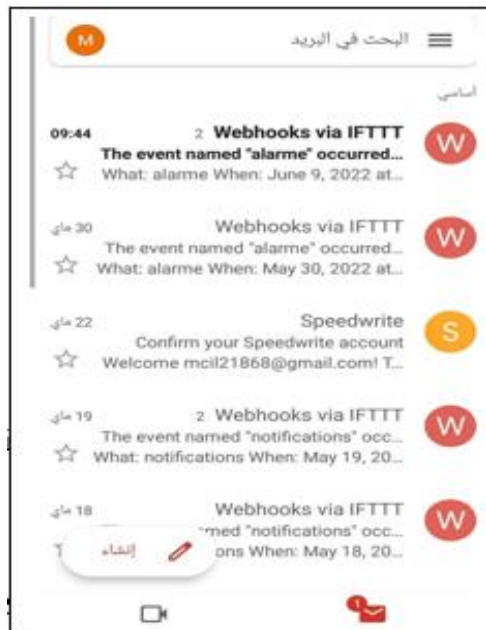 M
البحث في البريد
أساسي
W
Webhooks via IFTTT 2
09:44
The event named "alarme" occurred...
What: alarme When: June 9, 2022 at...
W
Webhooks via IFTTT
30 ماي
The event named "alarme" occurred...
What: alarme When: May 30, 2022 at...
S
Speedwrite
22 ماي
Confirm your Speedwrite account
Welcome mcil21868@gmail.com! T...
W
Webhooks via IFTTT 2
19 ماي
The event named "notifications" occ...
What: notifications When: May 19, 20...
W
Webhooks via IFTTT
18 ماي
med "notifications" occ...
ons When: May 18, 20...
إنشاء
1